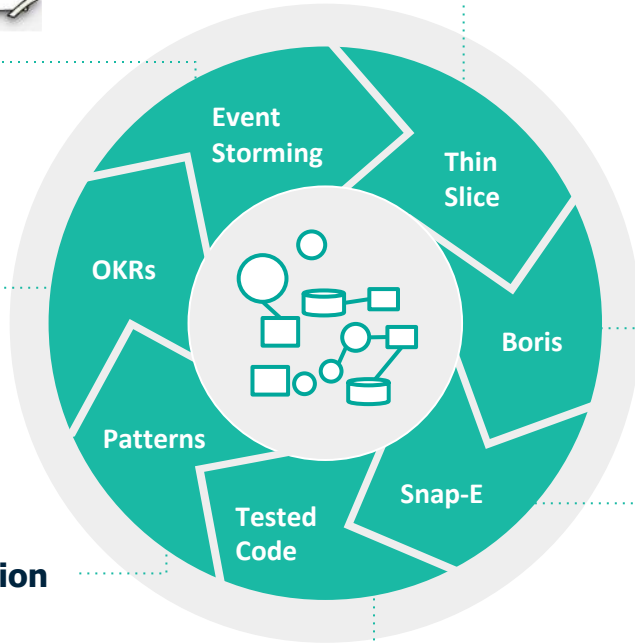 Event
Storming
Thin
Slice
OKRs
Boris
Patterns
Snap-E
Tested
Code
ion